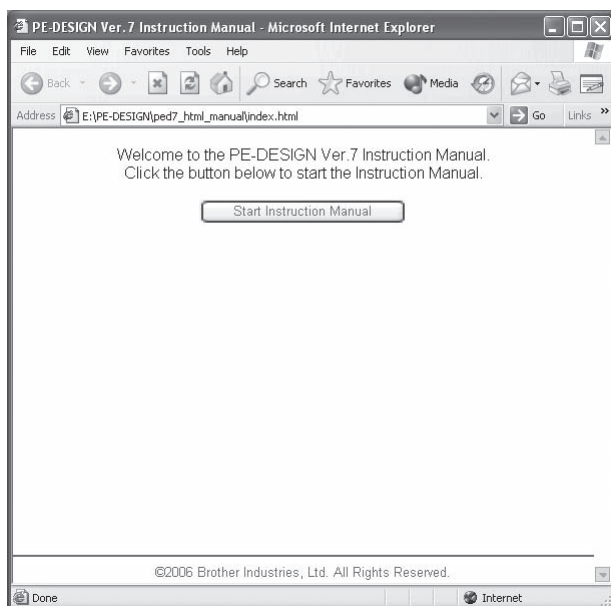 PE-DESIGN Ver.7 Instruction Manual - Microsoft Internet Explorer
File Edit View Favorites Tools Help
Back Search Favorites Media
Address E:\PE-DESIGN\ped7_html_manual\index.html Go Links »
Welcome to the PE-DESIGN Ver.7 Instruction Manual.
Click the button below to start the Instruction Manual.
Start Instruction Manual
©2006 Brother Industries, Ltd. All Rights Reserved.
Done Internet